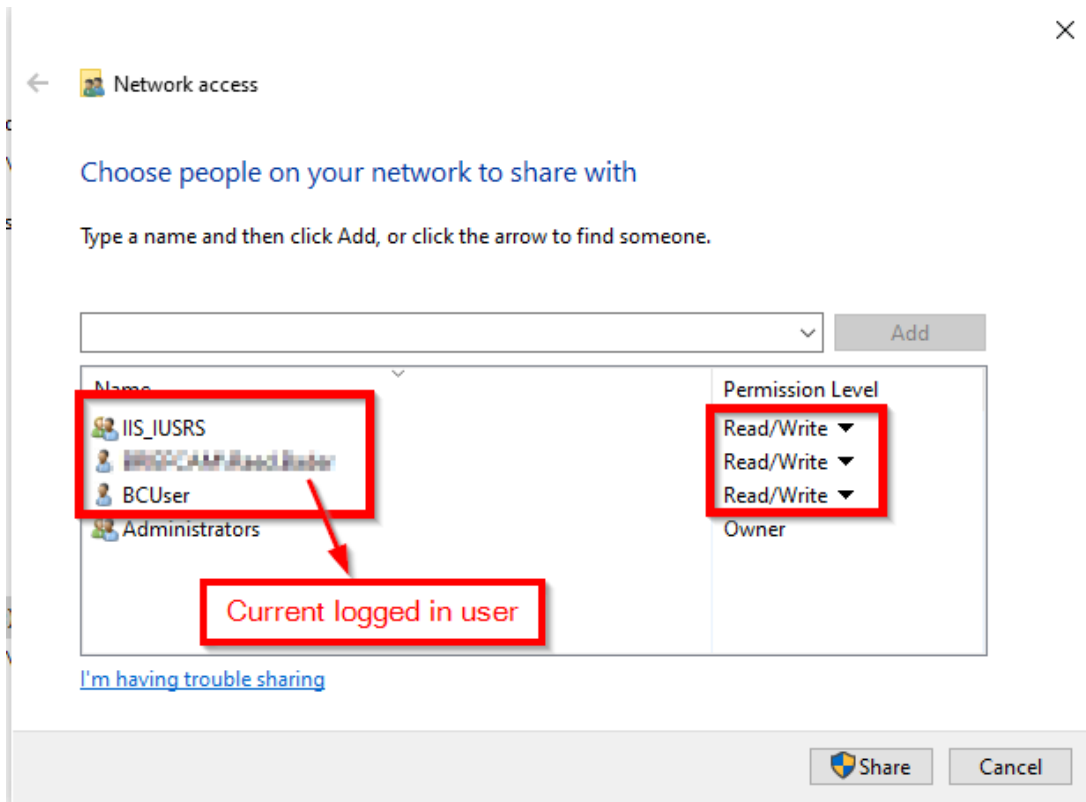 Network access
Choose people on your network to share with
Type a name and then click Add, or click the arrow to find someone.
Add
Name Permission Level
IIS_IUSRS Read/Write
Read/Write
BCUser Read/Write
Administrators Owner
Current logged in user
I'm having trouble sharing
Share Cancel